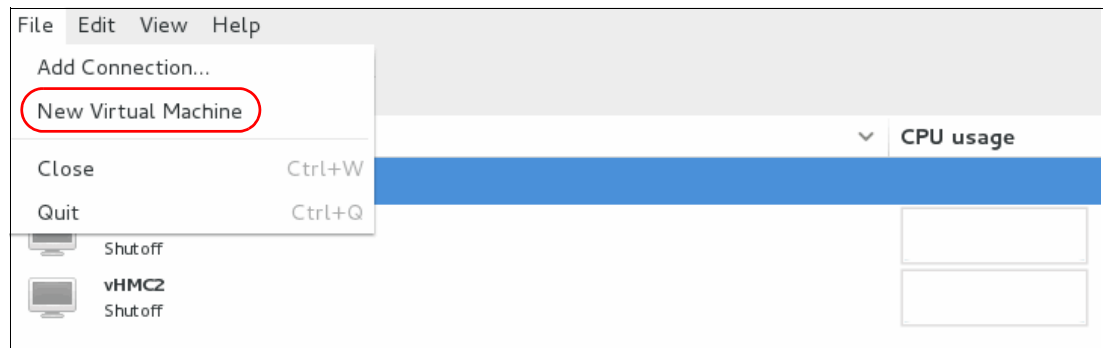 File Edit View Help
Add Connection...
New Virtual Machine
CPU usage
Close Ctrl+W
Quit Ctrl+Q
Shutoff
vHMC2
Shutoff